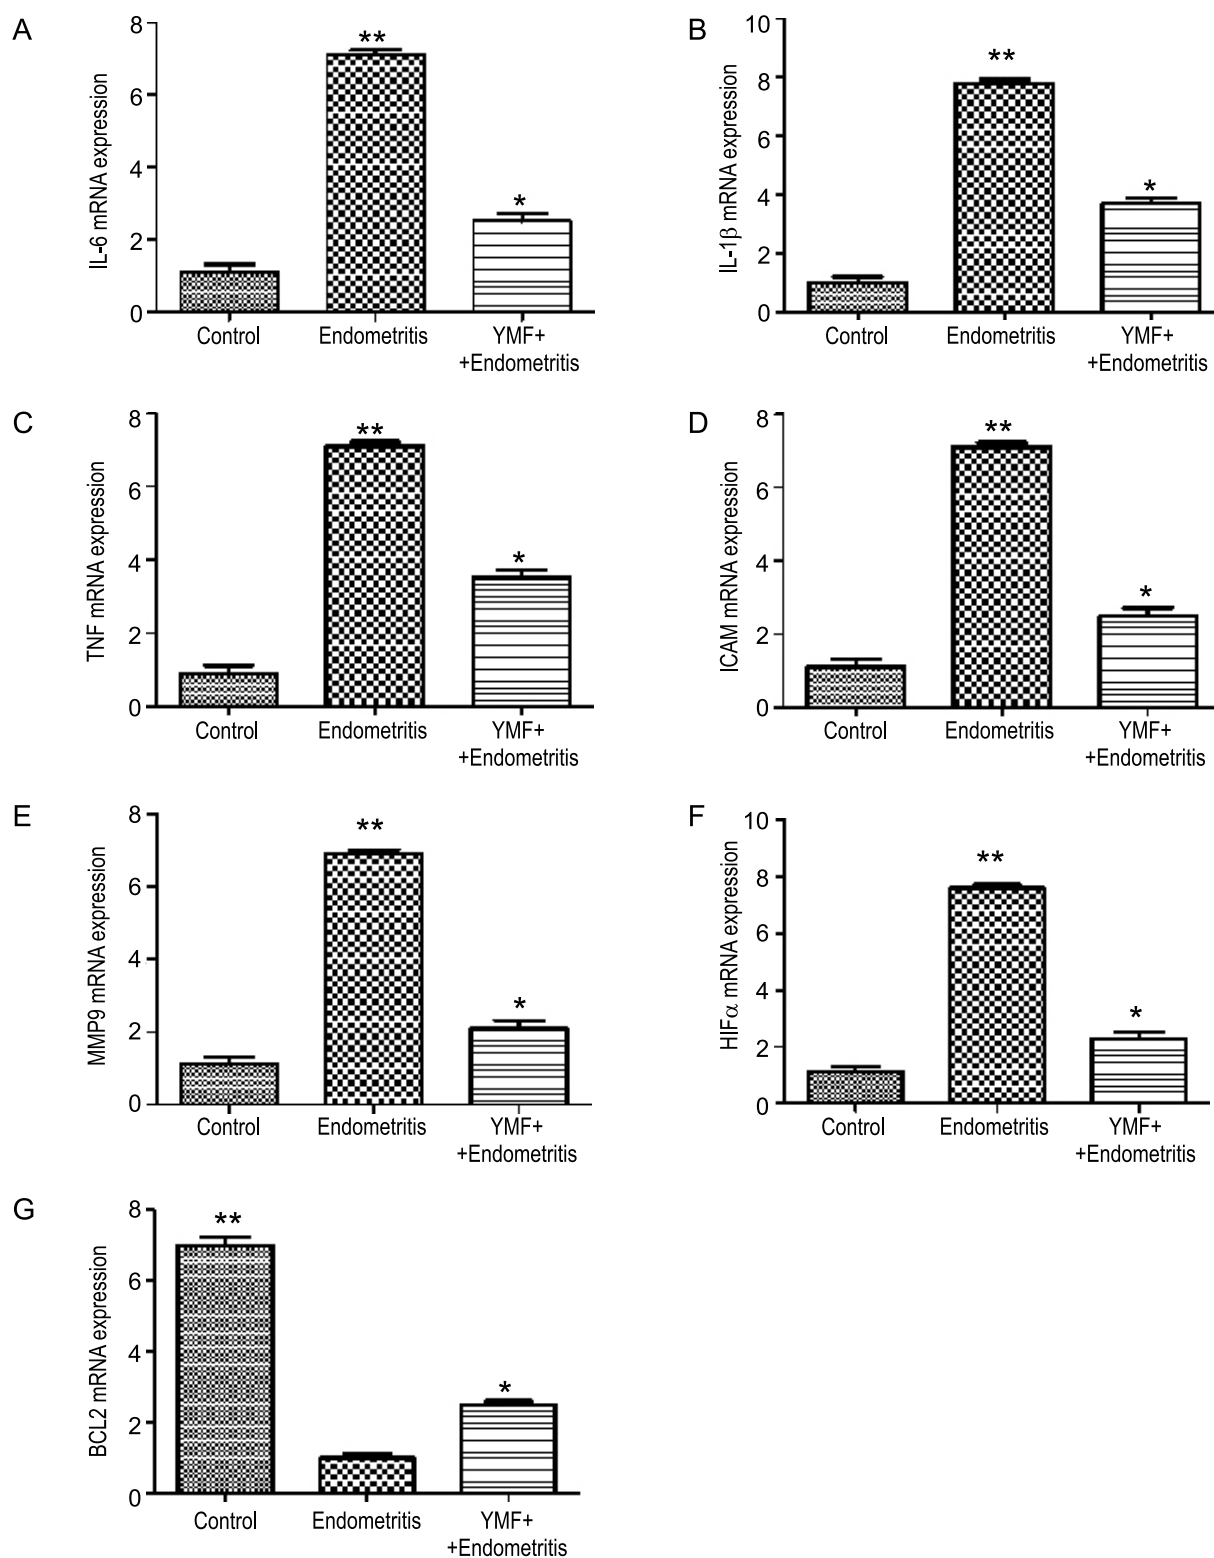 A
IL-6 mRNA expression
8
6
4
2
0
**
*
Control
Endometritis
YMF+
+Endometritis
B
IL-1β mRNA expression
10
8
6
4
2
0
**
*
Control
Endometritis
YMF+
+Endometritis
C
TNF mRNA expression
8
6
4
2
0
**
*
Control
Endometritis
YMF+
+Endometritis
D
ICAM mRNA expression
8
6
4
2
0
**
*
Control
Endometritis
YMF+
+Endometritis
E
MMP9 mRNA expression
8
6
4
2
0
**
*
Control
Endometritis
YMF+
+Endometritis
F
HIFα mRNA expression
10
8
6
4
2
0
**
*
Control
Endometritis
YMF+
+Endometritis
G
BCL2 mRNA expression
8
6
4
2
0
**
*
Control
Endometritis
YMF+
+Endometritis